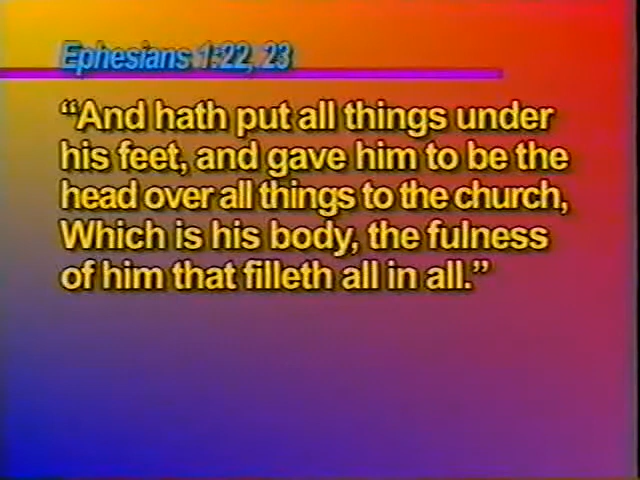 Ephesians 1:22, 23
“And hath put all things under
his feet, and gave him to be the
head over all things to the church,
Which is his body, the fulness
of him that filleth all in all.”